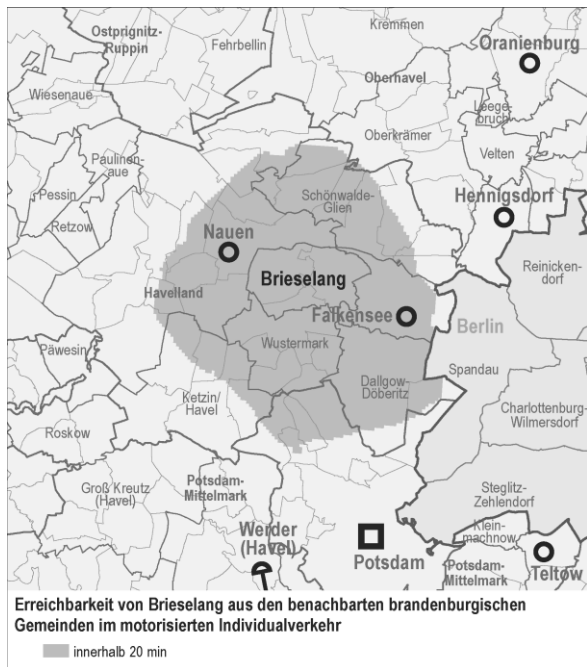 Kremmen
Ostprignitz-
Ruppin
Fehrbellin
Oranienburg
Oberhavel
Wiesenaue
Leege-
bruch
Oberkrämer
Velten
Paulinen-
aue
Pessin
Schönwalde-
Glien
Hennigsdorf
Retzow
Nauen
Brieselang
Reinicken-
dorf
Havelland
Falkensee
Berlin
Wustermark
Päwesin
Spandau
Dallgow-
Döberitz
Ketzin/
Havel
Charlottenburg-
Wilmersdorf
Roskow
Groß Kreutz
(Havel)
Potsdam-
Mittelmark
Steglitz-
Zehlendorf
Werder
(Havel)
Klein-
machnow
Potsdam
Potsdam-
Mittelmark
Teltow
Erreichbarkeit von Brieselang aus den benachbarten brandenburgischen
Gemeinden im motorisierten Individualverkehr
innerhalb 20 min